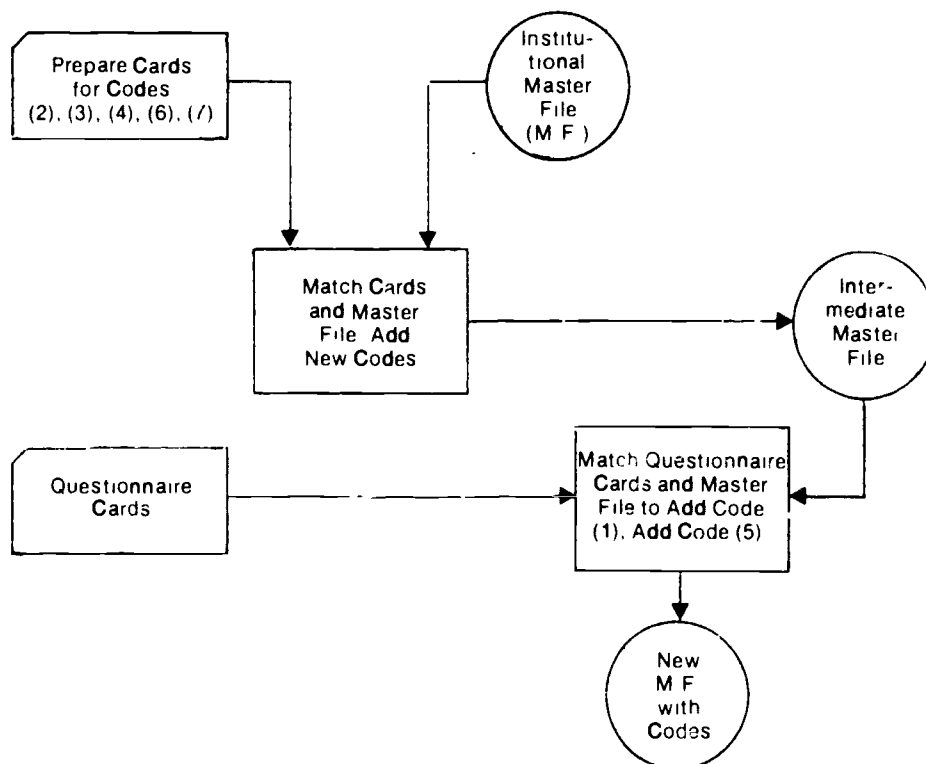 Prepare Cards
for Codes
(2), (3), (4), (6), (7)
Institu-
tional
Master
File
(M F )
Match Cards
and Master
File Add
New Codes
Inter-
mediate
Master
File
Questionnaire
Cards
Match Questionnaire
Cards and Master
File to Add Code
(1), Add Code (5)
New
M F
with
Codes